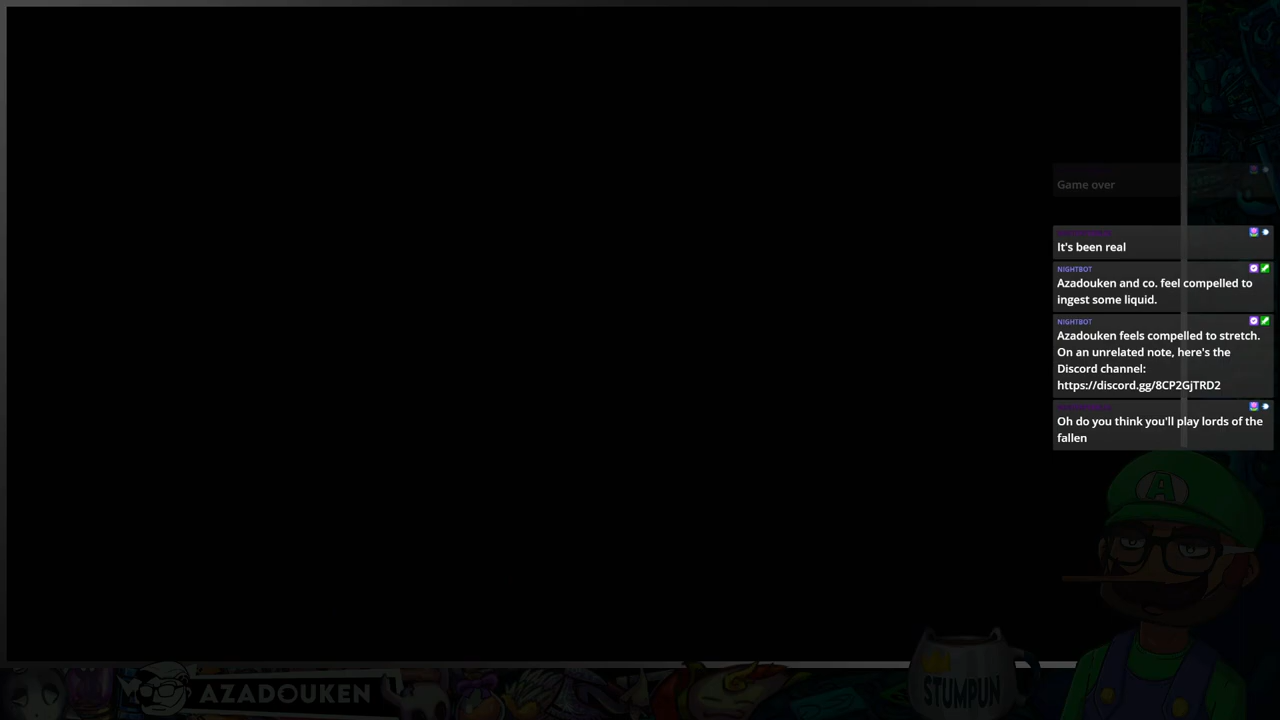 Game over
It's been real
NIGHTBOT
Azadouken and co. feel compelled to
ingest some liquid.
NIGHTBOT
Azadouken feels compelled to stretch.
On an unrelated note, here's the
Discord channel:
https://discord.gg/8CP2GjTRD2
Oh do you think you'll play lords of the
fallen
A
STUMPUN
AZADOUKEN